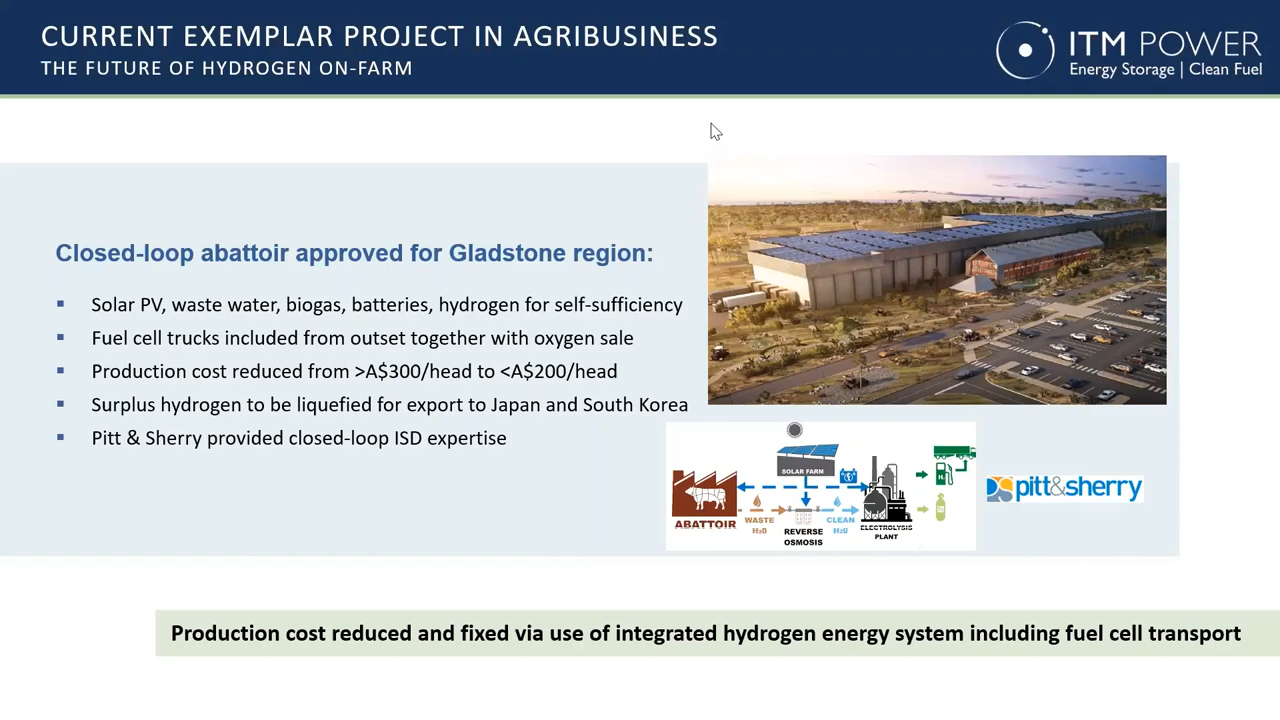 CURRENT EXEMPLAR PROJECT IN AGRIBUSINESS
THE FUTURE OF HYDROGEN ON-FARM
ITM POWER
Energy Storage | Clean Fuel
Closed-loop abattoir approved for Gladstone region:
Solar PV, waste water, biogas, batteries, hydrogen for self-sufficiency
Fuel cell trucks included from outset together with oxygen sale
Production cost reduced from >A$300/head to <A$200/head
Surplus hydrogen to be liquefied for export to Japan and South Korea
Pitt & Sherry provided closed-loop ISD expertise
SOLAR FARM
ABATTOIR
WASTE
H20
REVERSE
OSMOSIS
CLEAN
H20
ELECTROLYSIS
PLANT
H₂
pitt&sherry
Production cost reduced and fixed via use of integrated hydrogen energy system including fuel cell transport